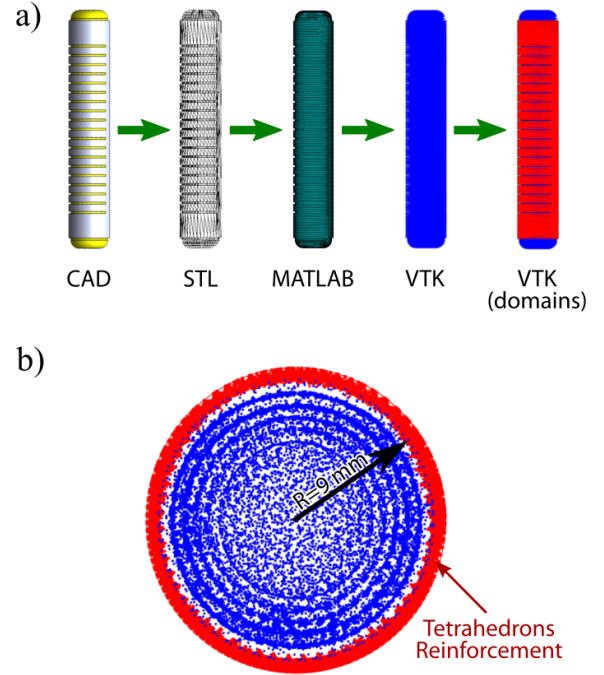 a)
CAD
STL
MATLAB
VTK
VTK
(domains)
b)
R=9 mm
Tetrahedrons
Reinforcement